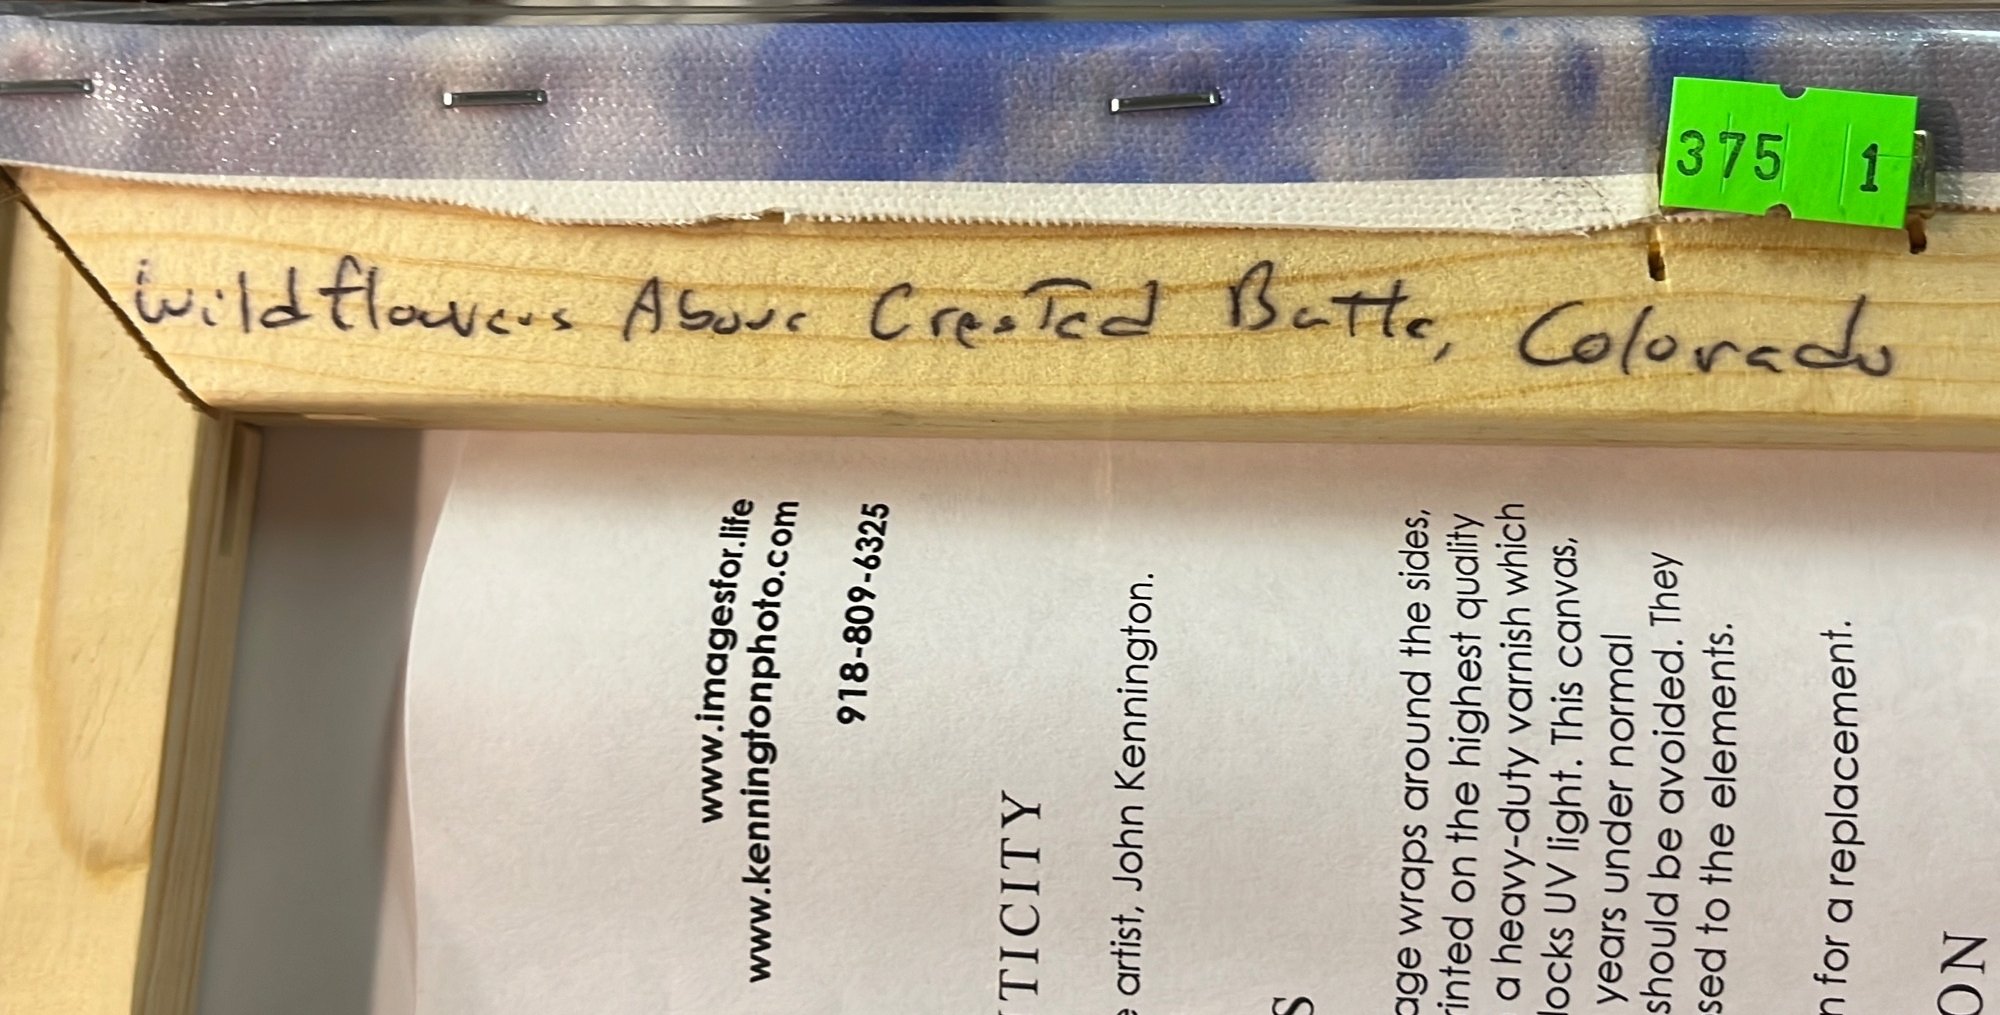 375 1
Wildflowers Above Crested Butte, Colorado
www.imagesfor.life
www.kenningtonphoto.com
918-809-6325
TICITY
artist, John Kennington.
S
age wraps around the sides,
rinted on the highest quality
a heavy-duty varnish which
locks UV light. This canvas,
years under normal
should be avoided. They
sed to the elements.
n for a replacement.
ON